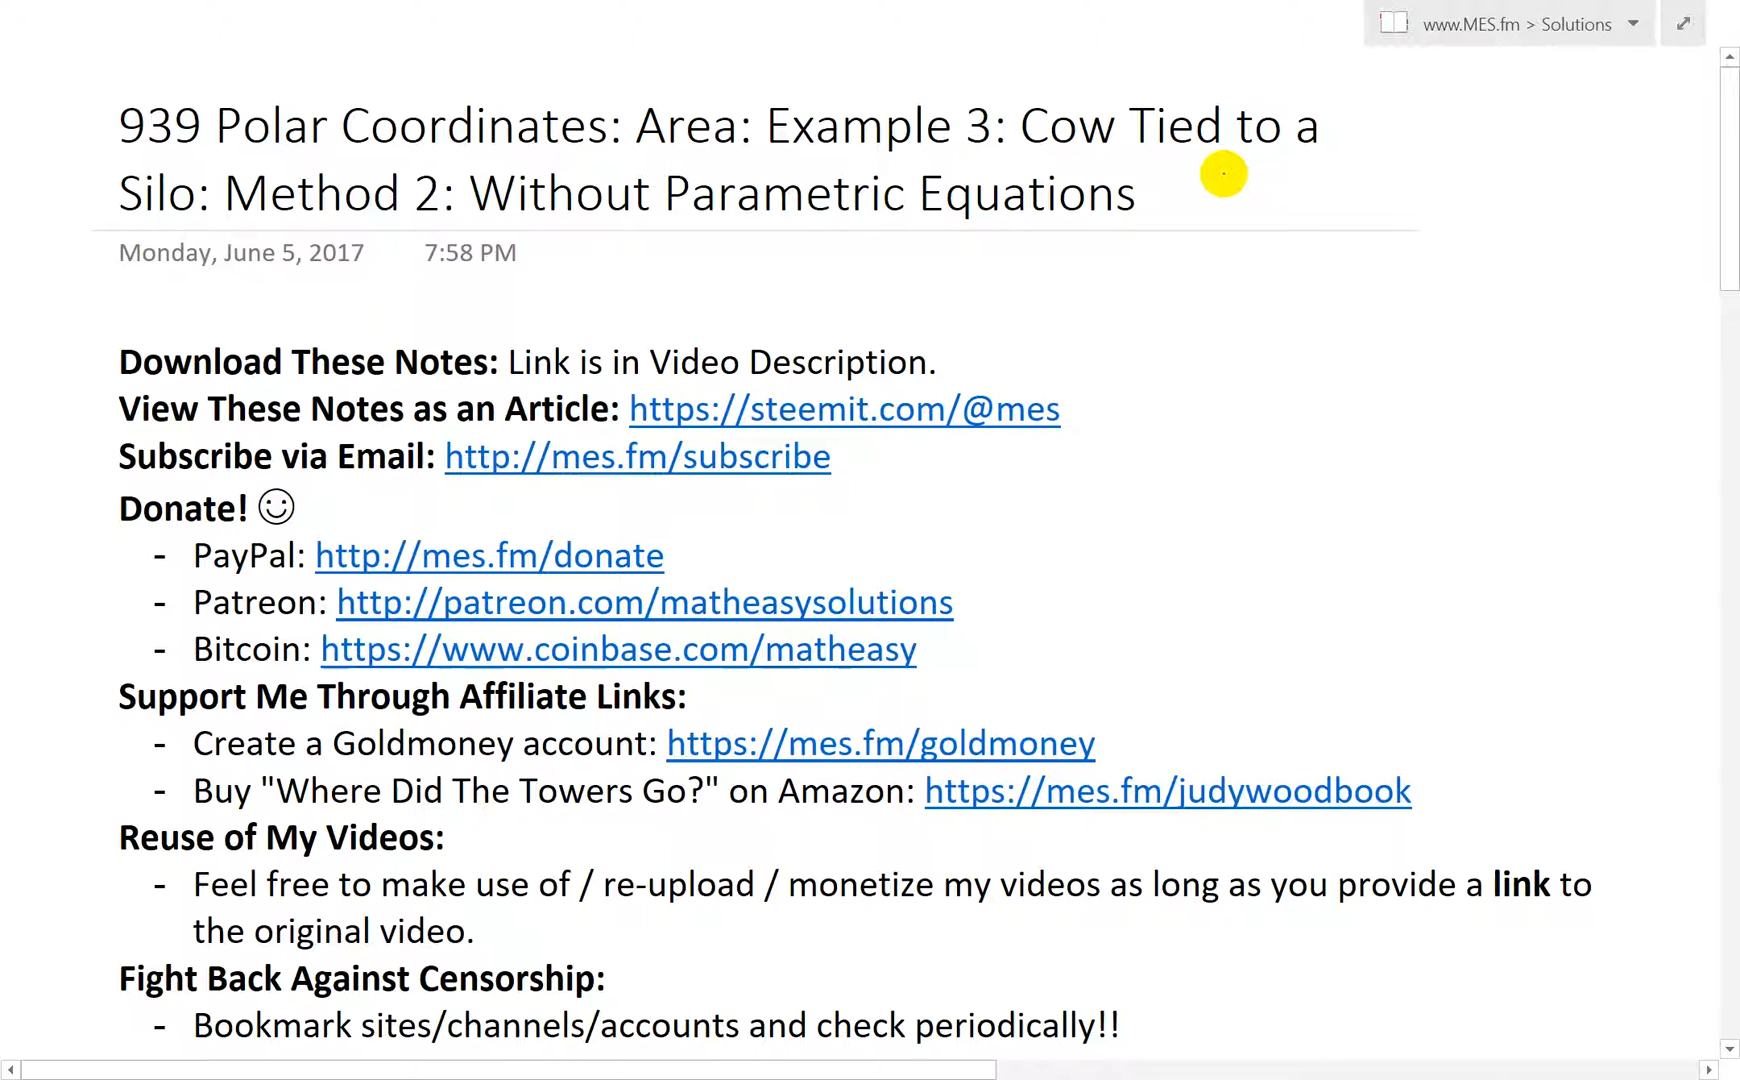 www.MES.fm > Solutions
939 Polar Coordinates: Area: Example 3: Cow Tied to a
Silo: Method 2: Without Parametric Equations
Monday, June 5, 2017 7:58 PM
Download These Notes: Link is in Video Description.
View These Notes as an Article: https://steemit.com/@mes
Subscribe via Email: http://mes.fm/subscribe
Donate! ☺
- PayPal: http://mes.fm/donate
- Patreon: http://patreon.com/matheasysolutions
- Bitcoin: https://www.coinbase.com/matheasy
Support Me Through Affiliate Links:
- Create a Goldmoney account: https://mes.fm/goldmoney
- Buy "Where Did The Towers Go?" on Amazon: https://mes.fm/judywoodbook
Reuse of My Videos:
- Feel free to make use of / re-upload / monetize my videos as long as you provide a link to
the original video.
Fight Back Against Censorship:
- Bookmark sites/channels/accounts and check periodically!!